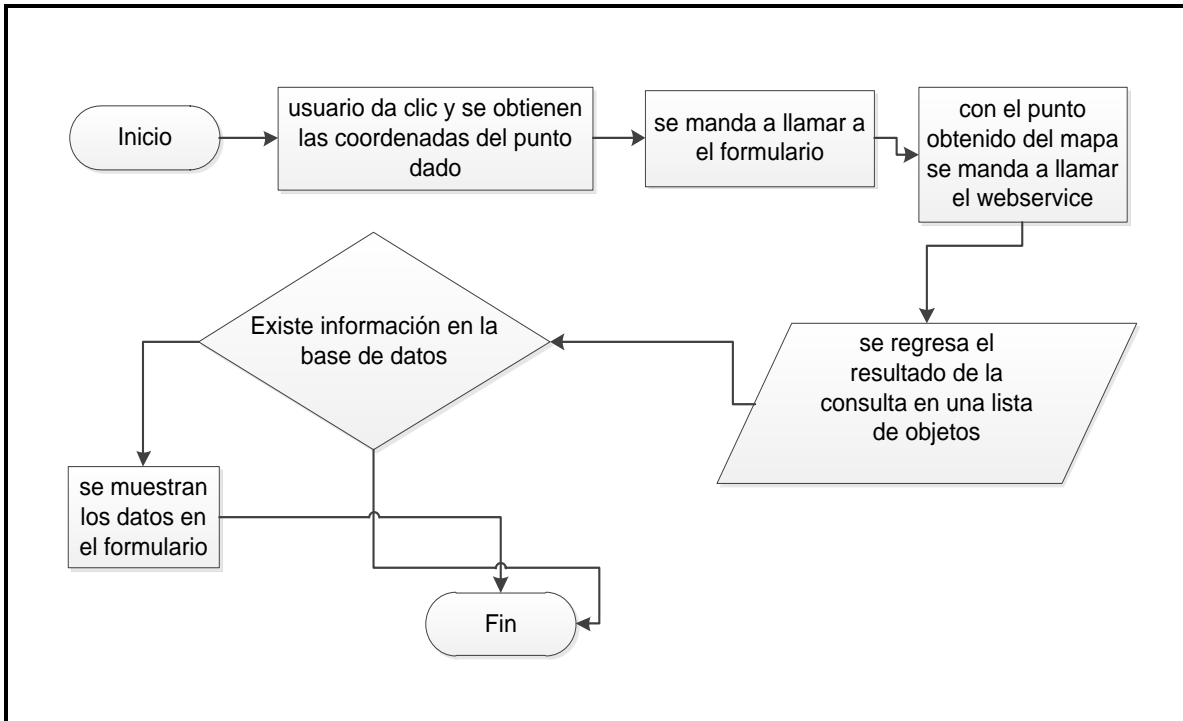 Inicio
usuario da clic y se obtienen
las coordenadas del punto
dado
se manda a llamar a
el formulario
con el punto
obtenido del mapa
se manda a llamar
el webservice
se regresa el
resultado de la
consulta en una lista
de objetos
Existe información en la
base de datos
se muestran
los datos en
el formulario
Fin